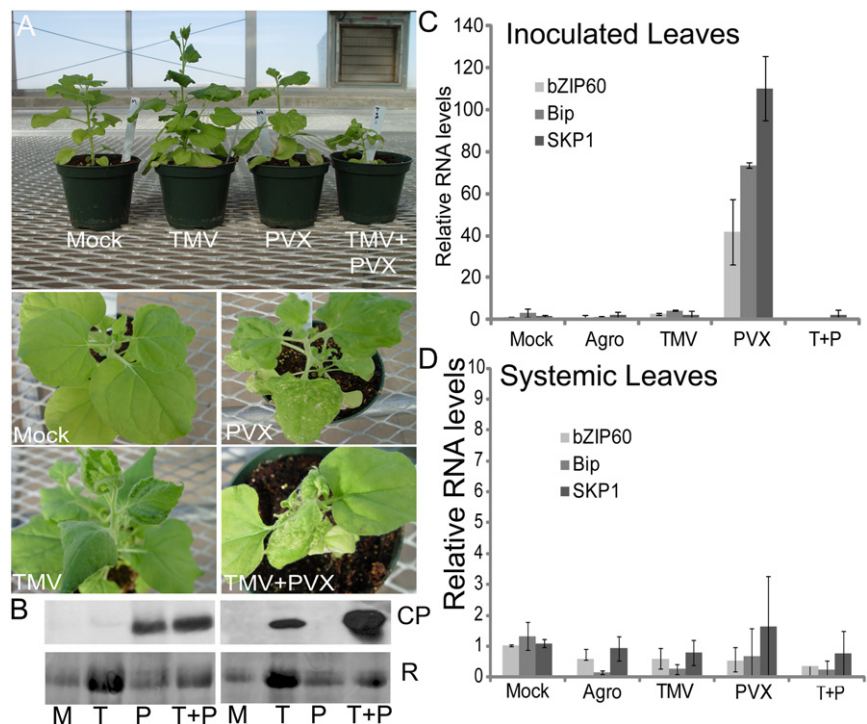 A
Mock
TMV
PVX
TMV+
PVX
Mock
PVX
TMV
TMV+PVX
B
CP
R
M T P T+P M T P T+P
C
Inoculated Leaves
Relative RNA levels
140
120
100
80
60
40
20
0
bZIP60
Bip
SKP1
Mock Agro TMV PVX T+P
D
Systemic Leaves
Relative RNA levels
10
9
8
7
6
5
4
3
2
1
0
bZIP60
Bip
SKP1
Mock Agro TMV PVX T+P